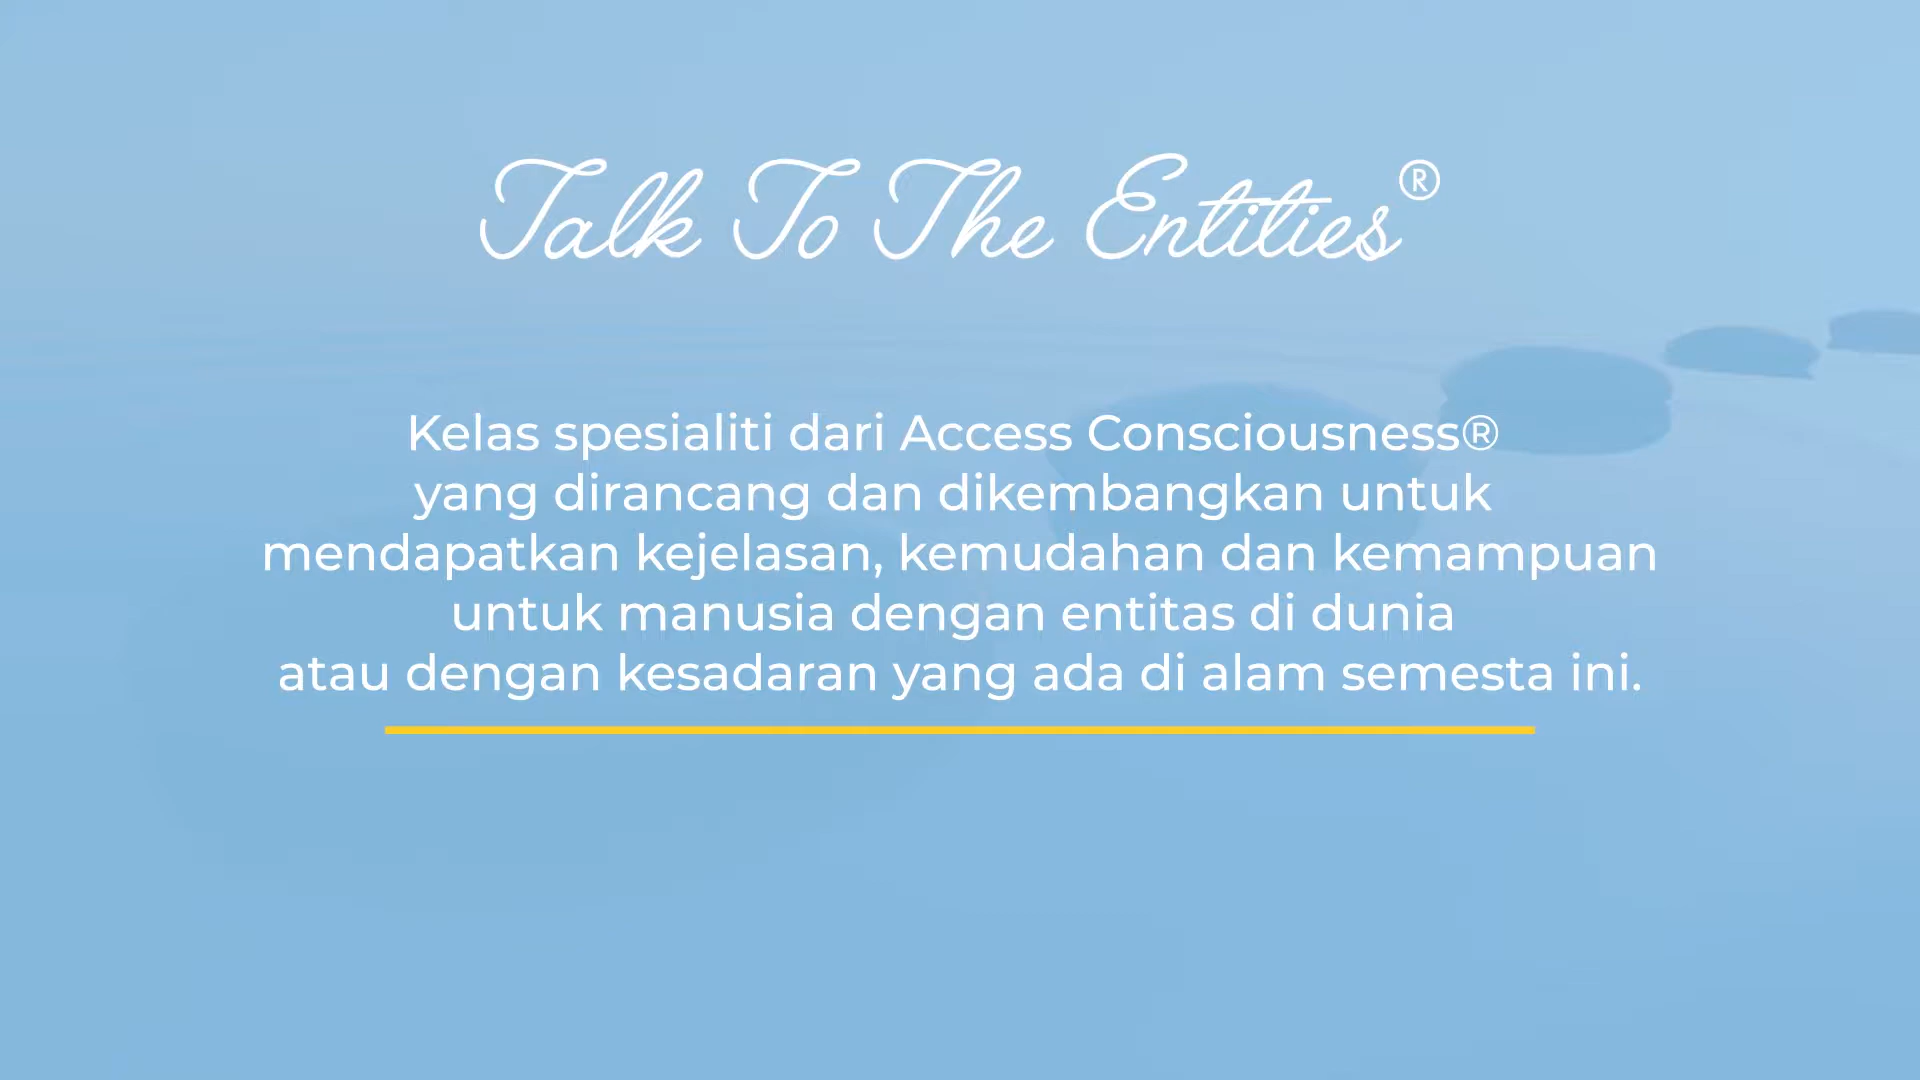 Talk To The Entities®
Kelas spesialiti dari Access Consciousness®
yang dirancang dan dikembangkan untuk
mendapatkan kejelasan, kemudahan dan kemampuan
untuk manusia dengan entitas di dunia
atau dengan kesadaran yang ada di alam semesta ini.